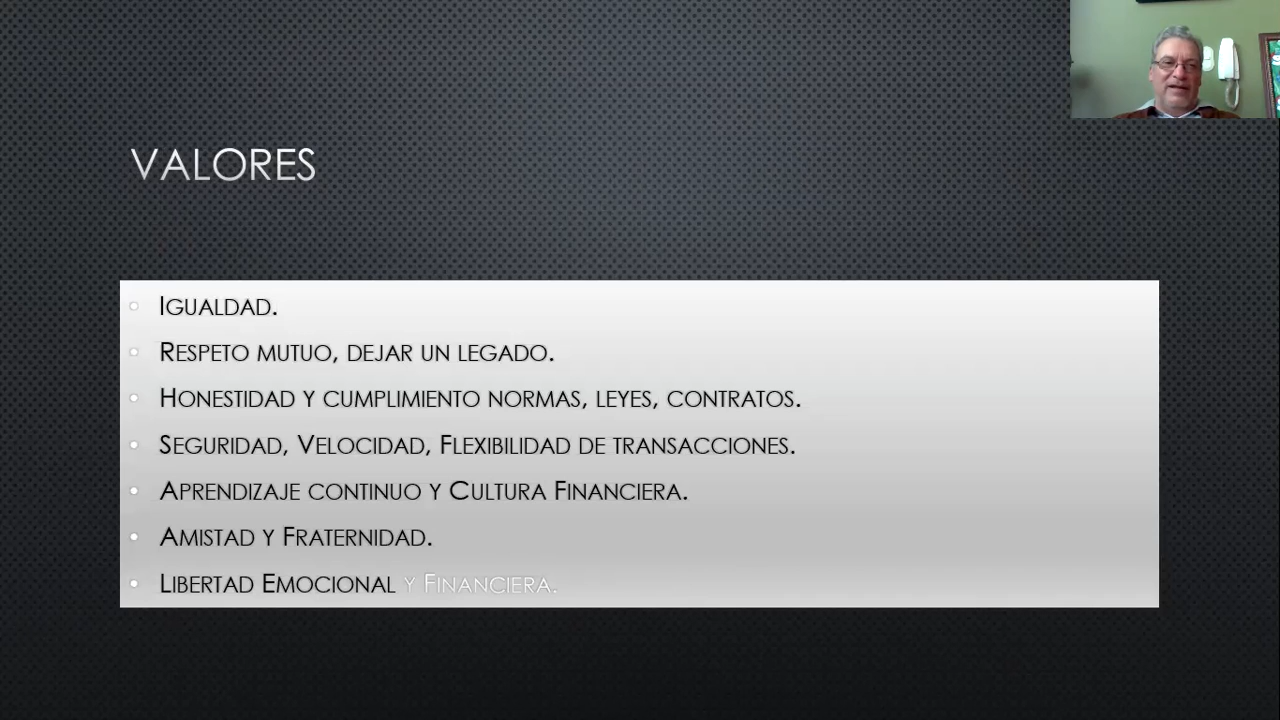 VALORES
IGUALDAD.
RESPETO MUTUO, DEJAR UN LEGADO.
HONESTIDAD Y CUMPLIMIENTO NORMAS, LEYES, CONTRATOS.
SEGURIDAD, VELOCIDAD, FLEXIBILIDAD DE TRANSACCIONES.
APRENDIZAJE CONTINUO Y CULTURA FINANCIERA.
AMISTAD Y FRATERNIDAD.
LIBERTAD EMOCIONAL Y FINANCIERA.